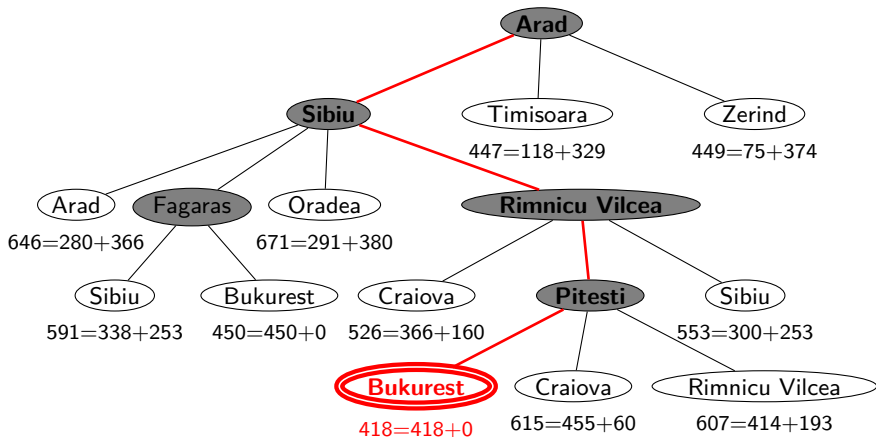 Arad
Sibiu Timisoara Zerind
447=118+329 449=75+374
Arad Fagaras Oradea Rimnicu Vilcea
646=280+366 671=291+380
Sibiu Bukurest Craiova Pitesti Sibiu
591=338+253 450=450+0 526=366+160 553=300+253
Bukurest Craiova Rimnicu Vilcea
418=418+0 615=455+60 607=414+193